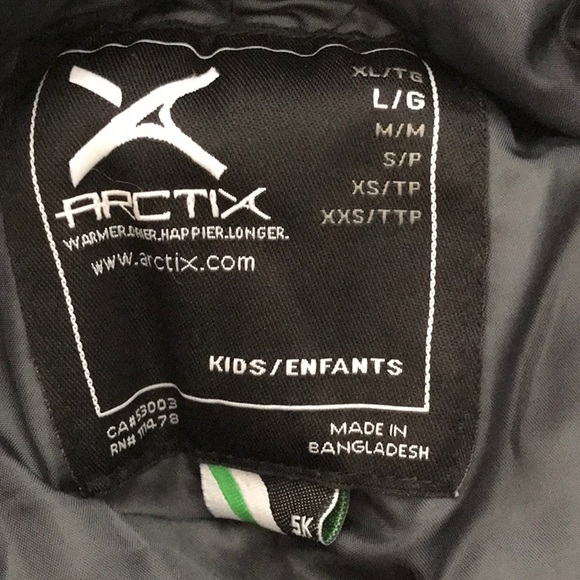 XL/TG
L/G
M/M
S/P
XS/TP
XXS/TTP
ARCTIX
WARMER.DRIER.HAPPIER.LONGER.
www.arctix.com
KIDS/ENFANTS
CA#53003
RN# 111478
MADE IN
BANGLADESH
5K